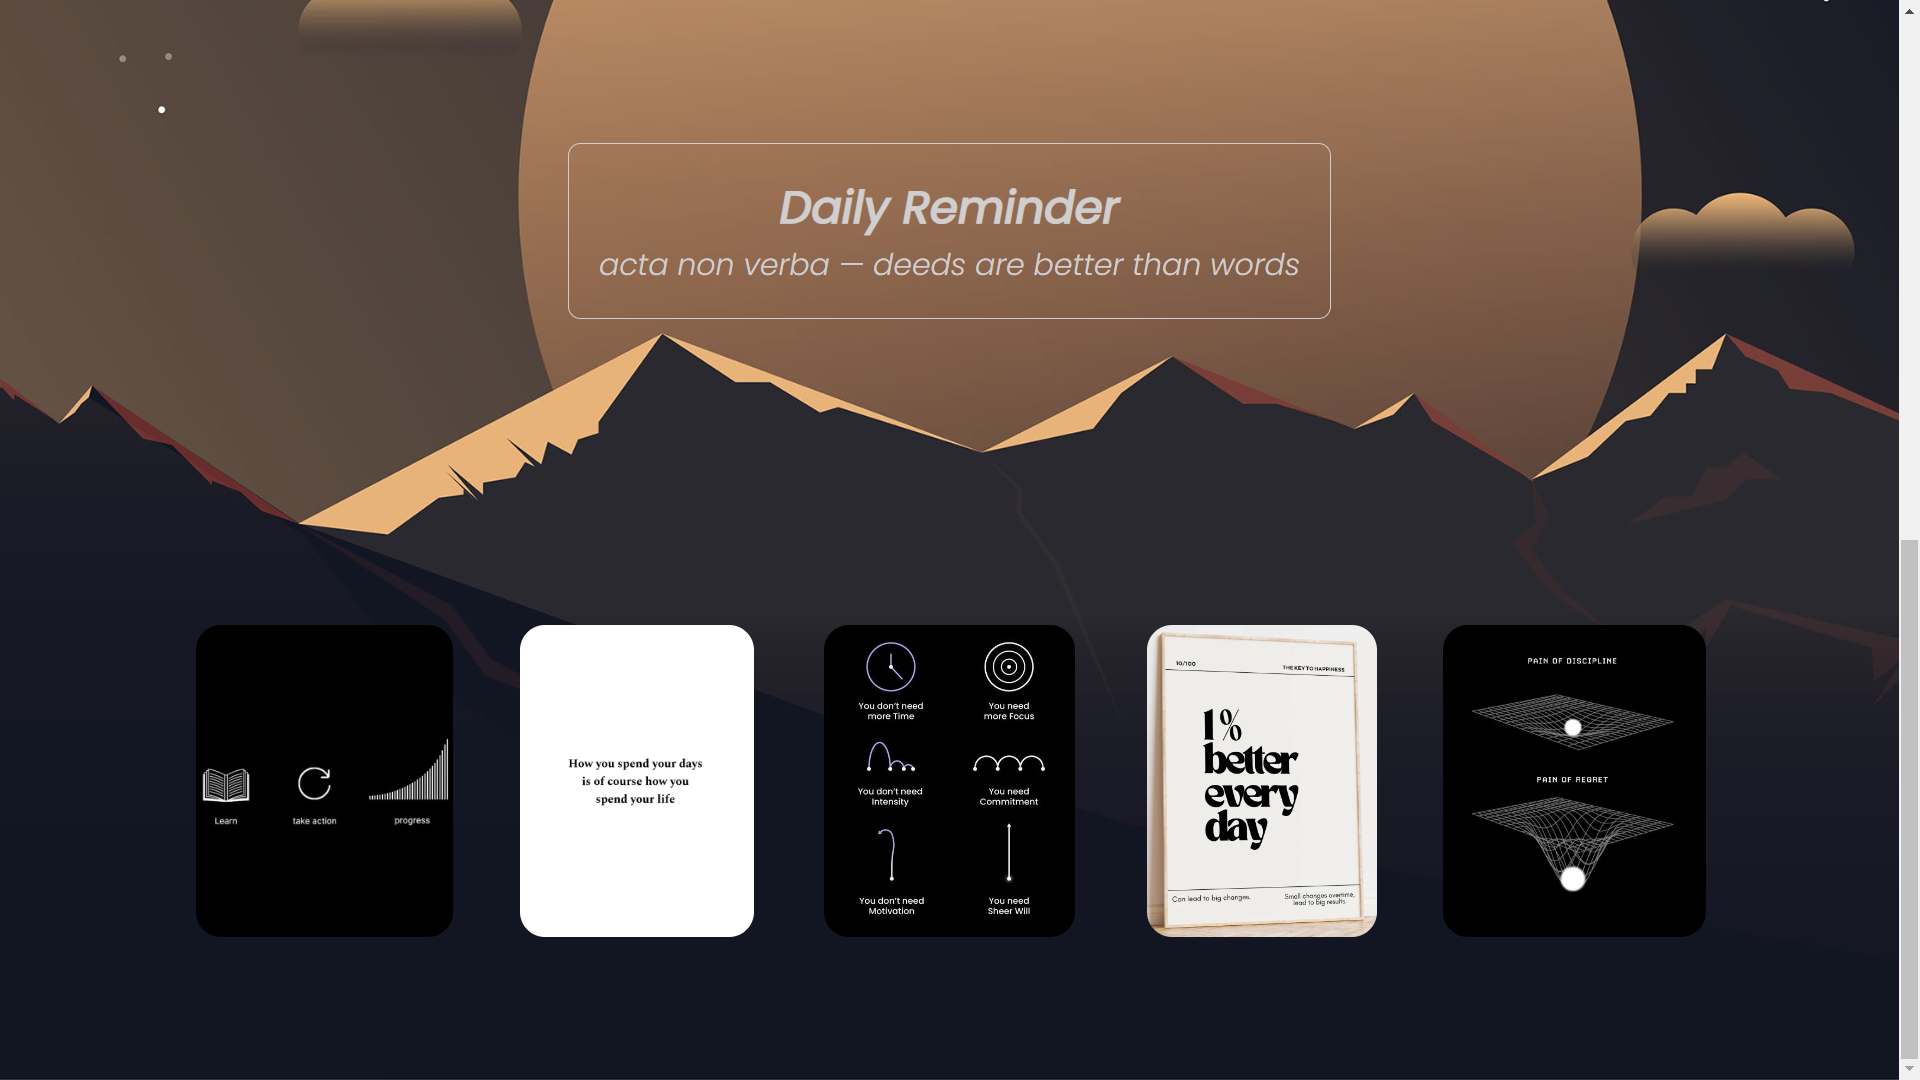 Daily Reminder
acta non verba — deeds are better than words
Learn
take action
progress
How you spend your days
is of course how you
spend your life
You don't need
more Time
You need
more Focus
You don't need
Intensity
You need
Commitment
You don't need
Motivation
You need
Sheer Will
10/100
THE KEY TO HAPPINESS
1%
better
every
day
Can lead to big changes.
Small changes overtime,
lead to big results.
PAIN OF DISCIPLINE
PAIN OF REGRET